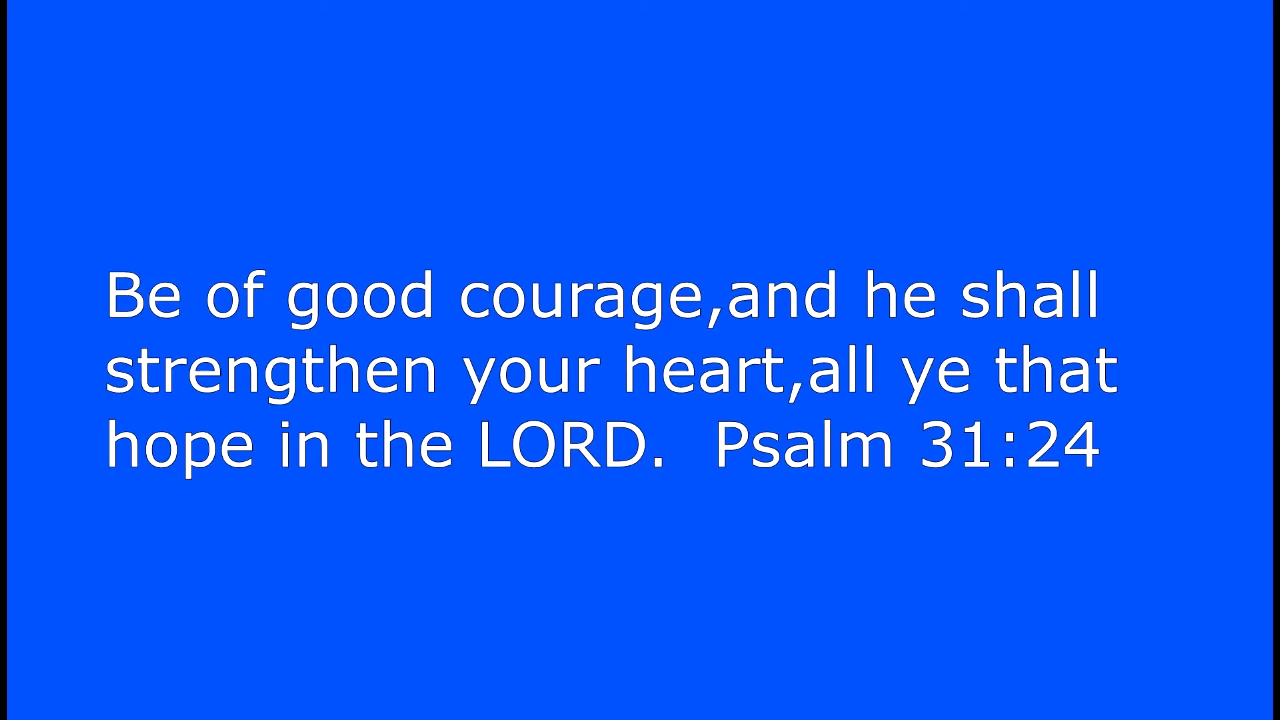 Be of good courage,and he shall
strengthen your heart,all ye that
hope in the LORD.  Psalm 31:24